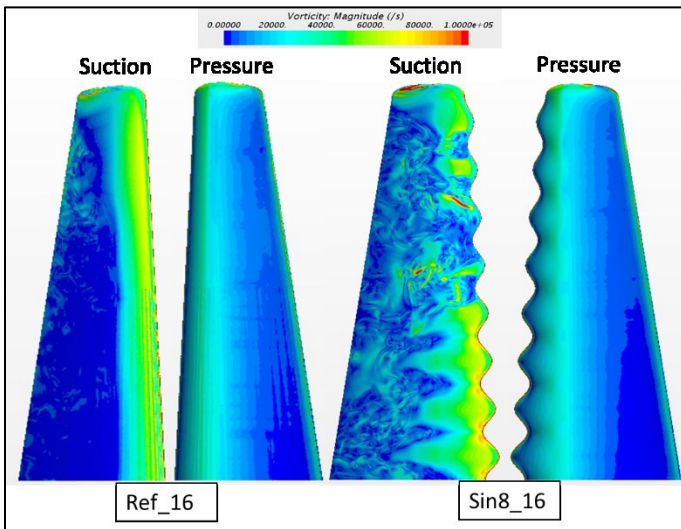 Vorticity: Magnitude (/s)
0.00000 20000. 40000. 60000. 80000. 1.0000e+05
Suction Pressure Suction Pressure
Ref_16 Sin8_16